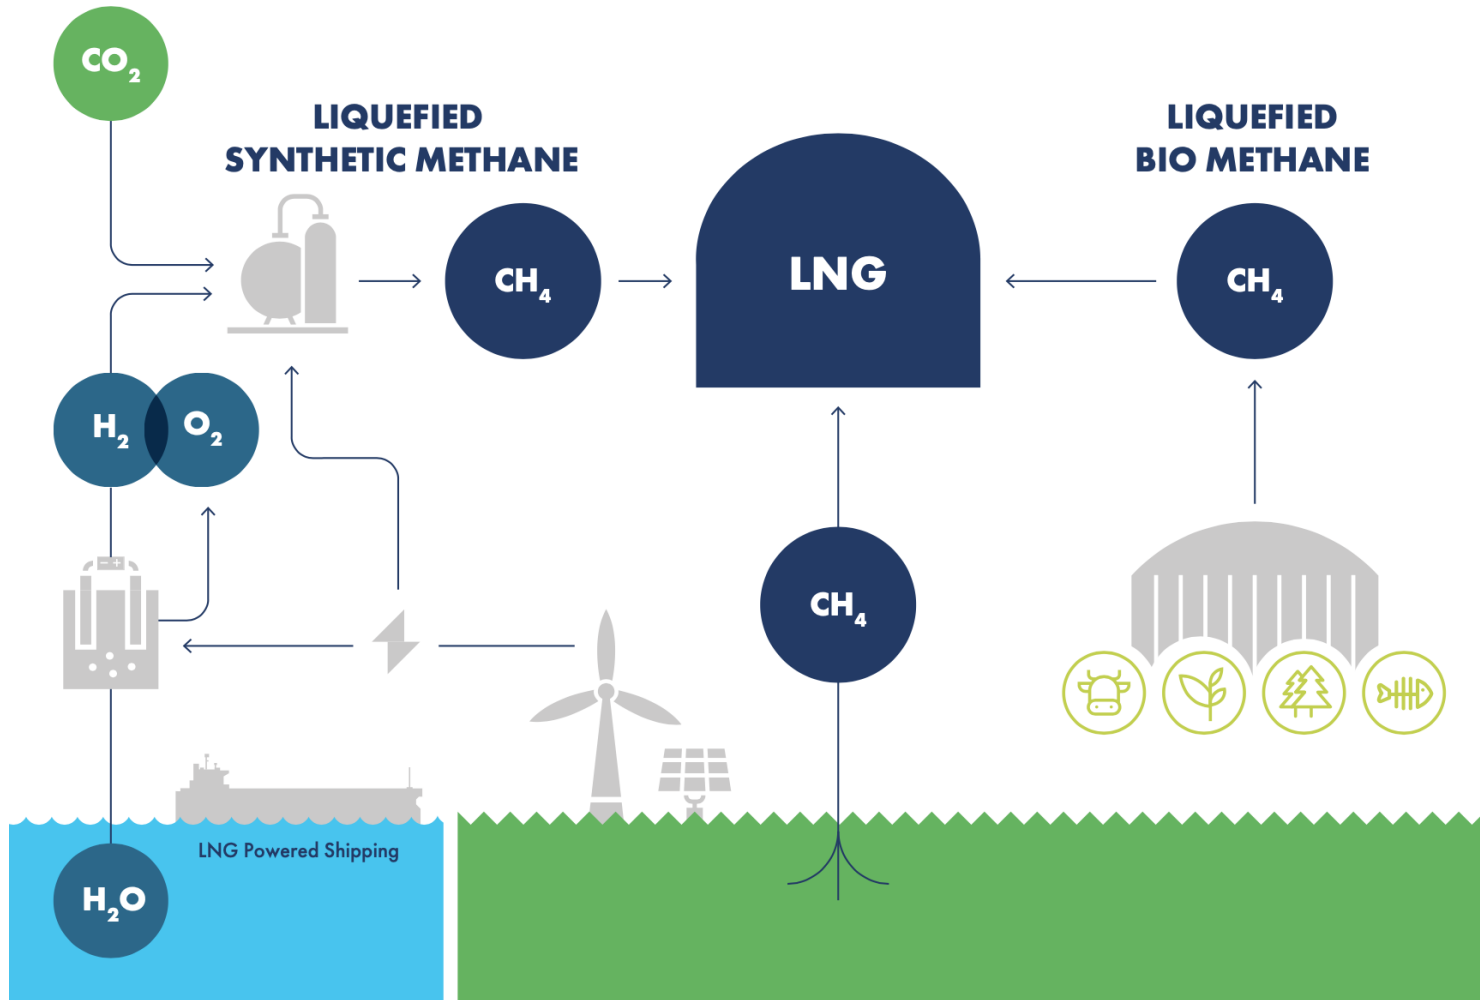 CO₂
LIQUEFIED
SYNTHETIC METHANE
LIQUEFIED
BIO METHANE
CH₄
LNG
CH₄
H₂
O₂
CH₄
LNG Powered Shipping
H₂O